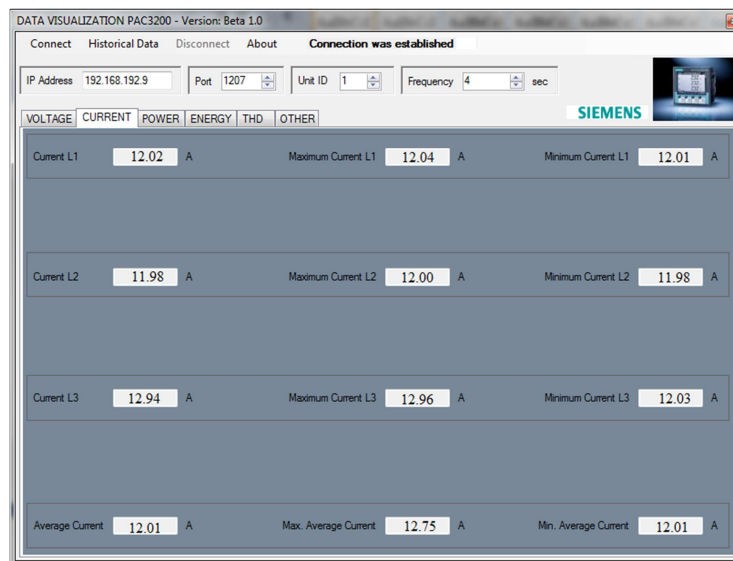 DATA VISUALIZATION PAC3200 - Version: Beta 1.0
Connect Historical Data Disconnect About Connection was established
IP Address 192.168.192.9 Port 1207 Unit ID 1 Frequency 4 sec
SIEMENS
VOLTAGE CURRENT POWER ENERGY THD OTHER
Current L1 12.02 A Maximum Current L1 12.04 A Minimum Current L1 12.01 A
Current L2 11.98 A Maximum Current L2 12.00 A Minimum Current L2 11.98 A
Current L3 12.94 A Maximum Current L3 12.96 A Minimum Current L3 12.03 A
Average Current 12.01 A Max. Average Current 12.75 A Min. Average Current 12.01 A